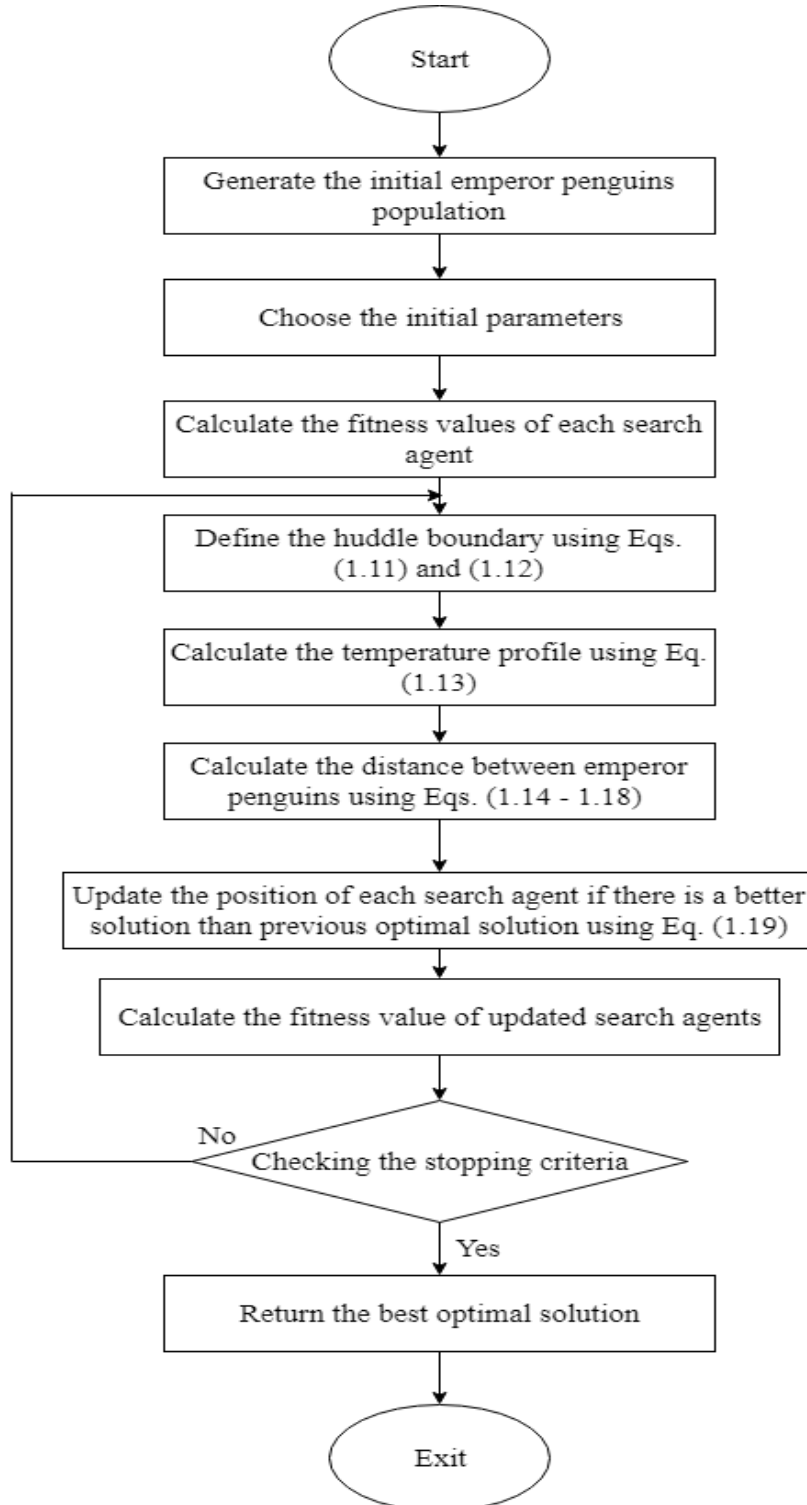 Start
Generate the initial emperor penguins
population
Choose the initial parameters
Calculate the fitness values of each search
agent
Define the huddle boundary using Eqs.
(1.11) and (1.12)
Calculate the temperature profile using Eq.
(1.13)
Calculate the distance between emperor
penguins using Eqs. (1.14 - 1.18)
Update the position of each search agent if there is a better
solution than previous optimal solution using Eq. (1.19)
Calculate the fitness value of updated search agents
No
Checking the stopping criteria
Yes
Return the best optimal solution
Exit